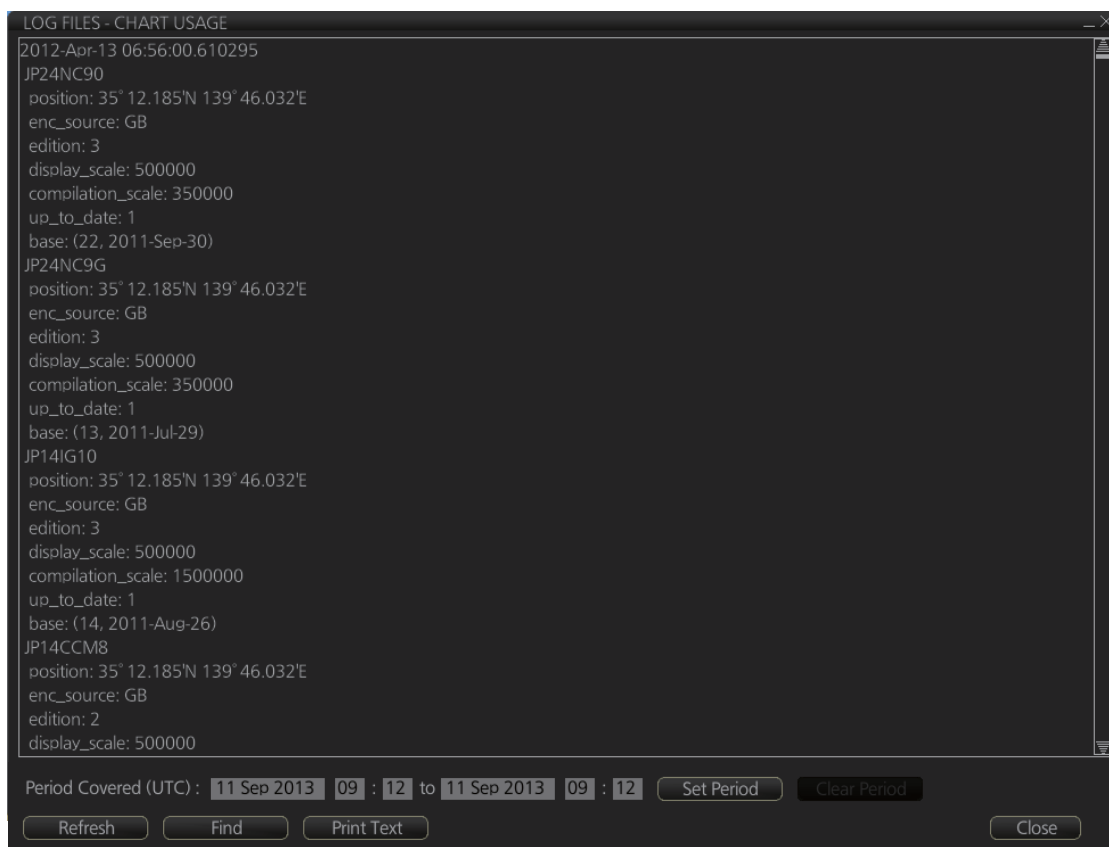 LOG FILES - CHART USAGE
2012-Apr-13 06:56:00.610295
JP24NC90
position: 35° 12.185'N 139° 46.032'E
enc_source: GB
edition: 3
display_scale: 500000
compilation_scale: 350000
up_to_date: 1
base: (22, 2011-Sep-30)
JP24NC9G
position: 35° 12.185'N 139° 46.032'E
enc_source: GB
edition: 3
display_scale: 500000
compilation_scale: 350000
up_to_date: 1
base: (13, 2011-Jul-29)
JP14IG10
position: 35° 12.185'N 139° 46.032'E
enc_source: GB
edition: 3
display_scale: 500000
compilation_scale: 1500000
up_to_date: 1
base: (14, 2011-Aug-26)
JP14CCM8
position: 35° 12.185'N 139° 46.032'E
enc_source: GB
edition: 2
display_scale: 500000
Period Covered (UTC) : 11 Sep 2013 09 : 12 to 11 Sep 2013 09 : 12 Set Period Clear Period
Refresh Find Print Text Close